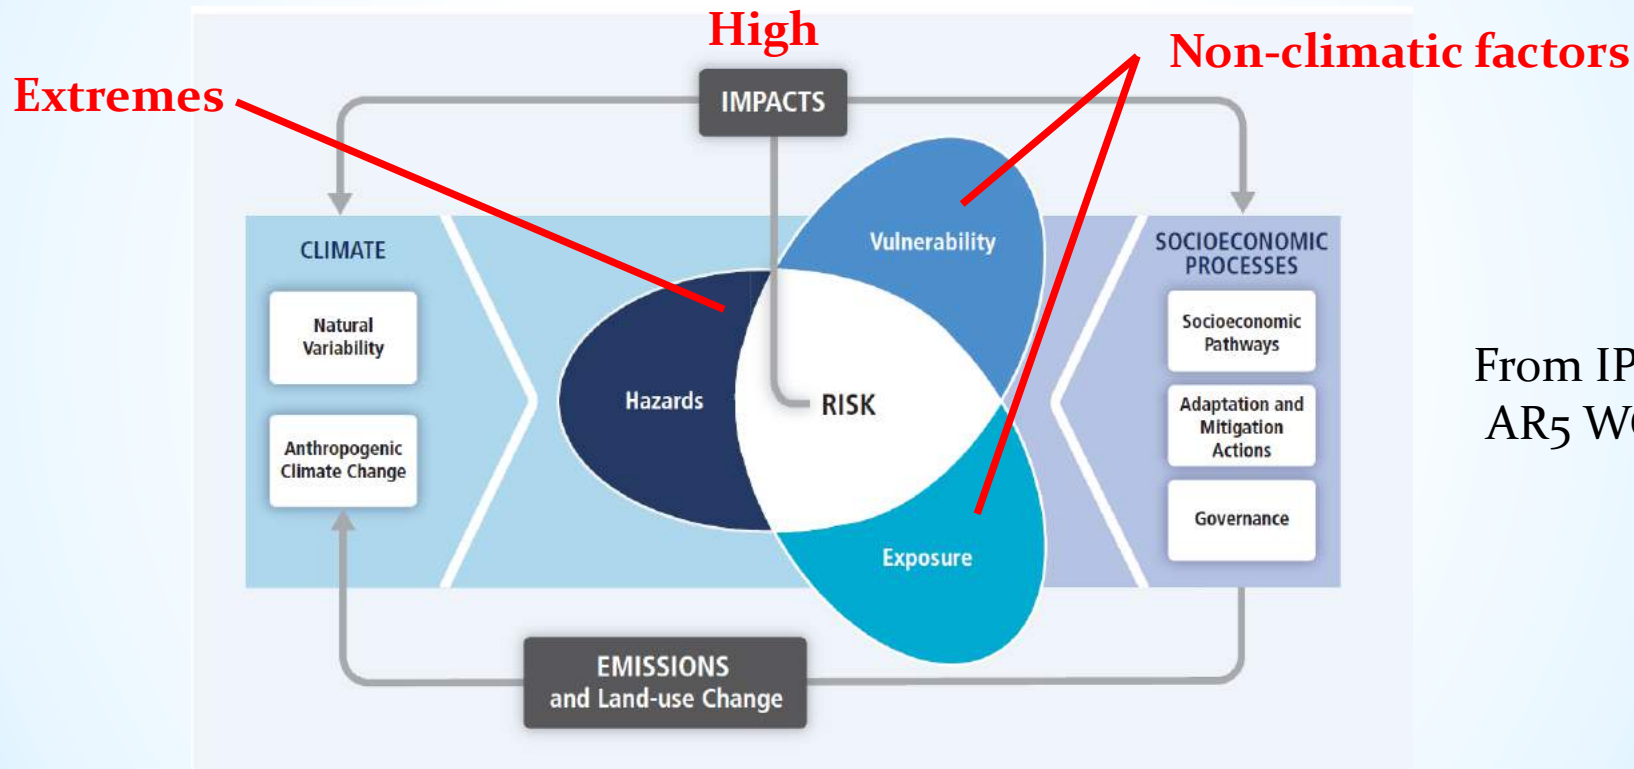 High
Non-climatic factors
Extremes
IMPACTS
CLIMATE
Natural
Variability
Anthropogenic
Climate Change
Hazards
Vulnerability
RISK
Exposure
SOCIOECONOMIC
PROCESSES
Socioeconomic
Pathways
Adaptation and
Mitigation
Actions
Governance
From IP
AR5 W
EMISSIONS
and Land-use Change